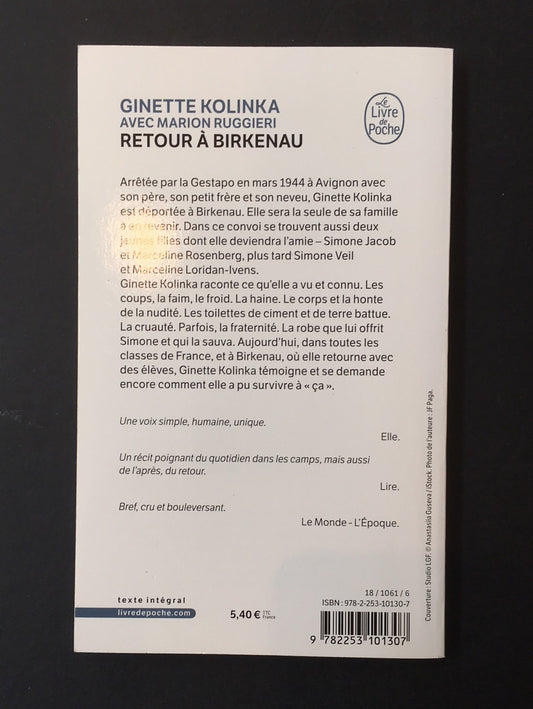 GINETTE KOLINKA
AVEC MARION RUGGIERI
RETOUR À BIRKENAU
Le
Livre
de
Poche
Arrêtée par la Gestapo en mars 1944 à Avignon avec
son père, son petit frère et son neveu, Ginette Kolinka
est déportée à Birkenau. Elle sera la seule de sa famille
à en revenir. Dans ce convoi se trouvent aussi deux
jeunes filles dont elle deviendra l'amie – Simone Jacob
et Marceline Rosenberg, plus tard Simone Veil
et Marceline Loridan-Ivens.
Ginette Kolinka raconte ce qu'elle a vu et connu. Les
coups, la faim, le froid. La haine. Le corps et la honte
de la nudité. Les toilettes de ciment et de terre battue.
La cruauté. Parfois, la fraternité. La robe que lui offrit
Simone et qui la sauva. Aujourd'hui, dans toutes les
classes de France, et à Birkenau, où elle retourne avec
des élèves, Ginette Kolinka témoigne et se demande
encore comment elle a pu survivre à « ça ».
Une voix simple, humaine, unique.
Elle.
Un récit poignant du quotidien dans les camps, mais aussi
de l'après, du retour.
Lire.
Bref, cru et bouleversant.
Le Monde - L'Époque.
Couverture : Studio LGF. © Anastasiia Guseva / iStock. Photo de l'auteure : JF Paga.
texte intégral
livredepoche.com
5,40 € TTC
France
18 / 1061 / 6
ISBN : 978-2-253-10130-7
9 782253 101307